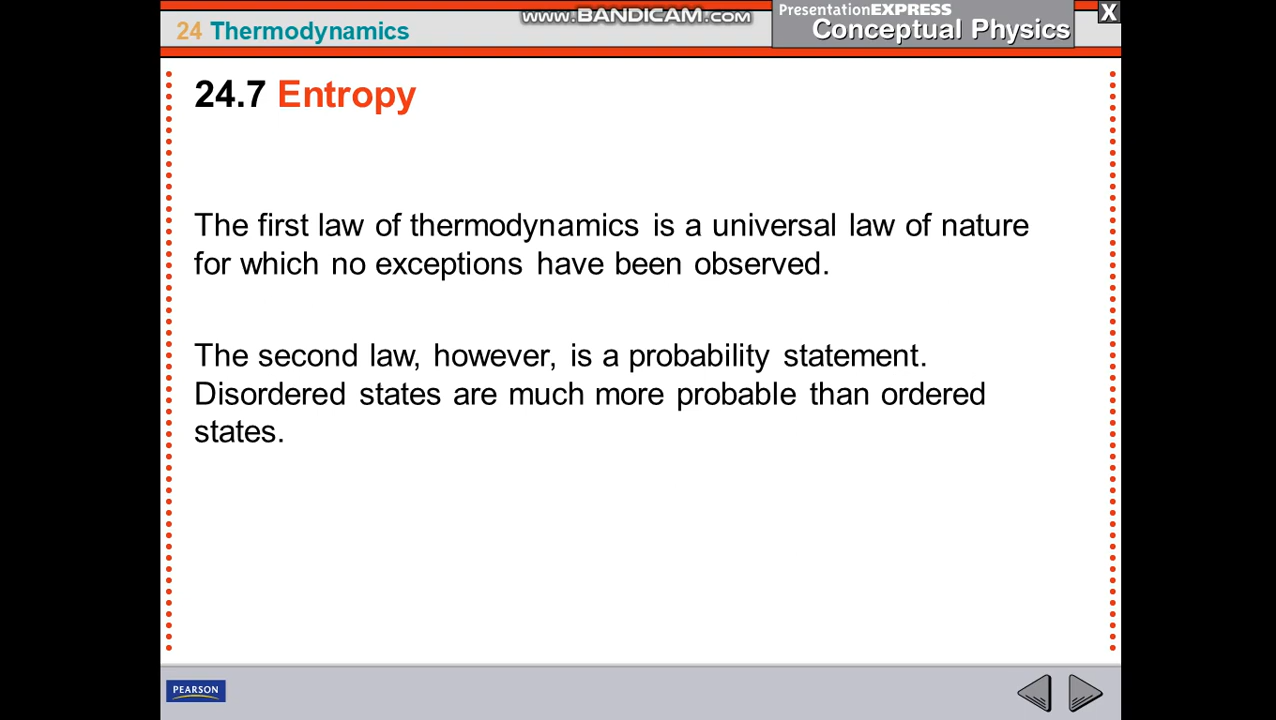 www.BANDICAM.com
PresentationEXPRESS
X
24 Thermodynamics
Conceptual Physics
24.7 Entropy
The first law of thermodynamics is a universal law of nature
for which no exceptions have been observed.
The second law, however, is a probability statement.
Disordered states are much more probable than ordered
states.
PEARSON